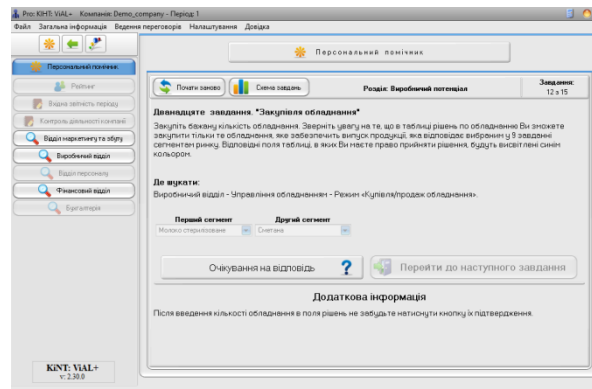 Pro: KINT: ViAL+ Компанія: Demo_company - Період: 1
Файл Загальна інформація Ведення переговорів Налаштування Довідка
Персональний помічник
Персональний помічник
Рейтинг
Вхідна звітність періоду
Контроль діяльності компанії
Відділ маркетингу та збуту
Виробничий відділ
Відділ персоналу
Фінансовий відділ
Бухгалтерія
Почати заново
Схема завдань
Розділ: Виробничий потенціал
Завдання:
12 з 15
Дванадцяте завдання. "Закупівля обладнання"
Закупіть бажану кількість обладнання. Зверніть увагу на те, що в таблиці рішень по обладнанню Ви зможете
закупити тільки те обладнання, яке забезпечить випуск продукції, яка відповідає вибраним у 9 завданні
сегментам ринку. Відповідні поля таблиці, в яких Ви маєте право прийняти рішення, будуть висвітлені синім
кольором.
Де шукати:
Виробничий відділ - Управління обладнанням - Режим «Купівля/продаж обладнання».
Перший сегмент Другий сегмент
Молоко стерилізоване Сметана
Очікування на відповідь ?
Перейти до наступного завдання
Додаткова інформація
Після введення кількості обладнання в поля рішень не забудьте натиснути кнопку їх підтвердження.
KiNT: ViAL+
v: 2.30.0